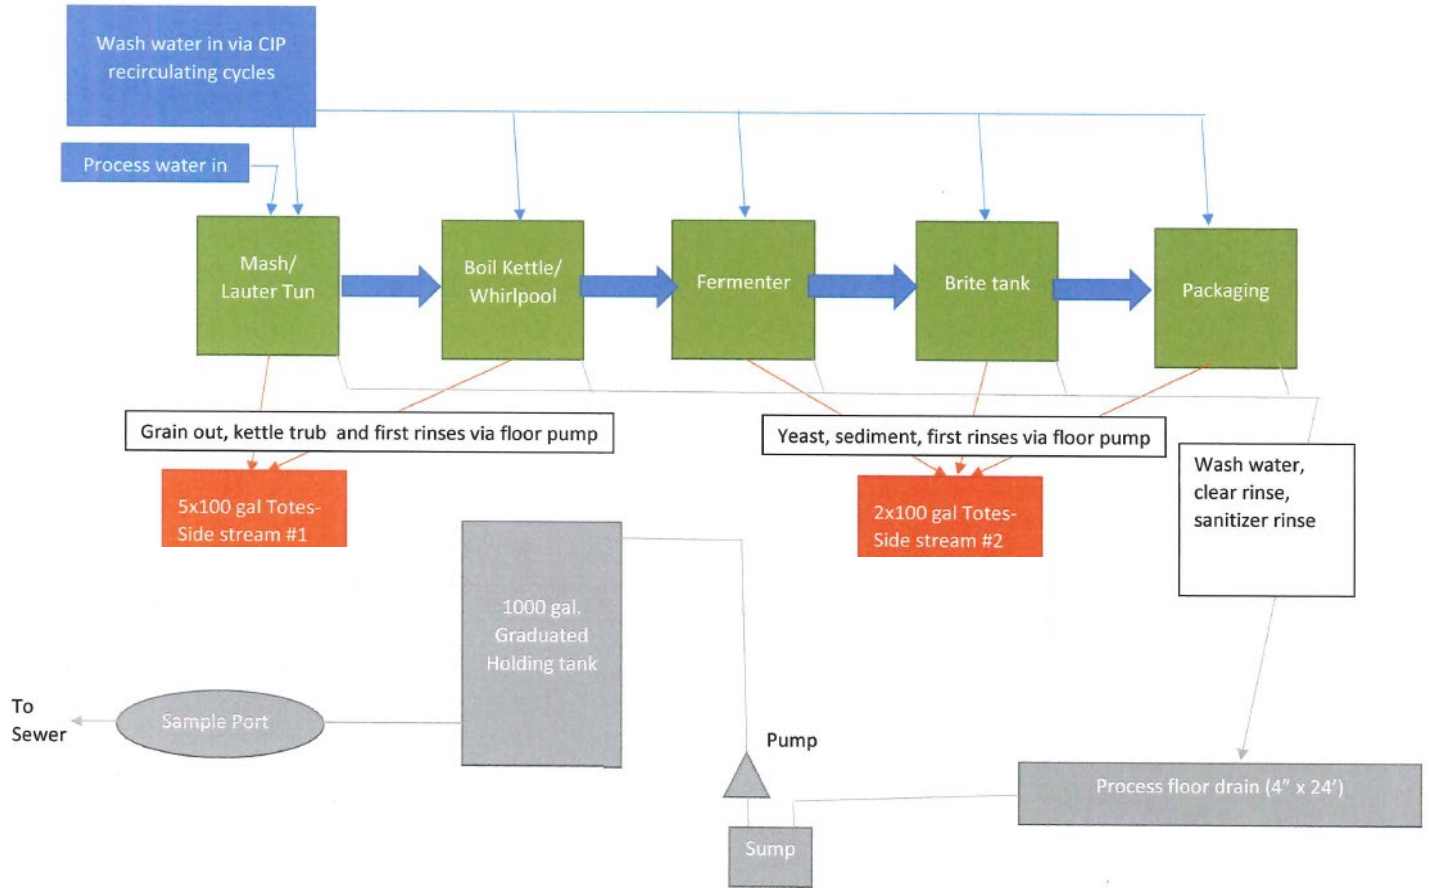 Wash water in via CIP
recirculating cycles
Process water in
Mash/
Lauter Tun
Boil Kettle/
Whirlpool
Fermenter
Brite tank
Packaging
Grain out, kettle trub and first rinses via floor pump
Yeast, sediment, first rinses via floor pump
Wash water,
clear rinse,
sanitizer rinse
5x100 gal Totes-
Side stream #1
2x100 gal Totes-
Side stream #2
1000 gal.
Graduated
Holding tank
To
Sewer
Sample Port
Pump
Process floor drain (4” x 24’)
Sump